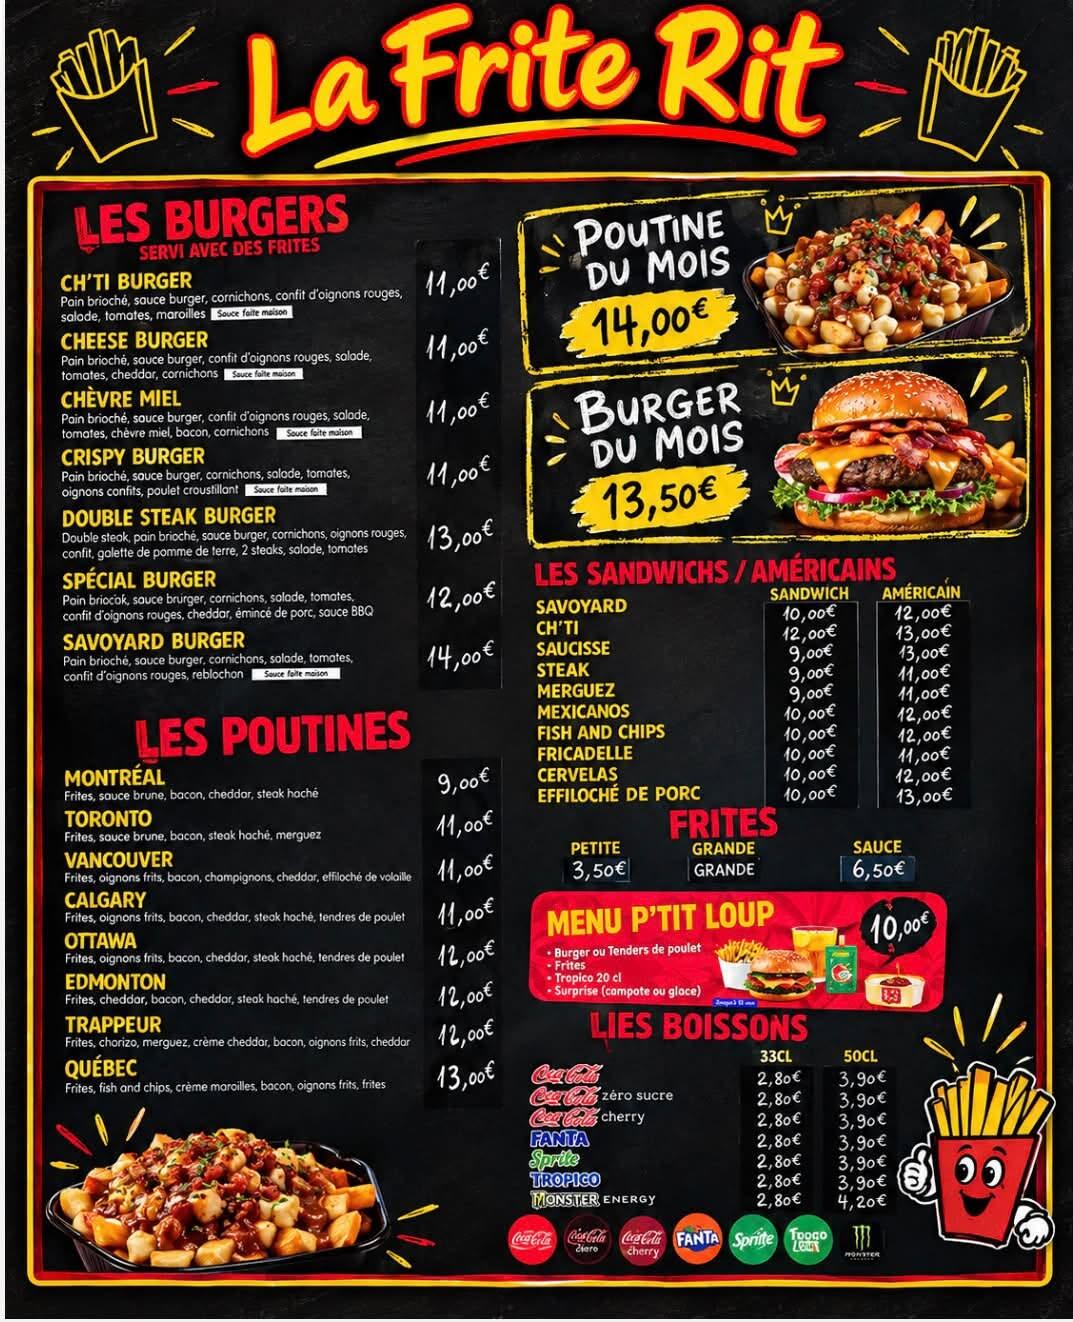 La Frite Rit
LES BURGERS
SERVI AVEC DES FRITES
CH'TI BURGER 11,00€
Pain brioché, sauce burger, cornichons, confit d'oignons rouges,
salade, tomates, maroilles Sauce faite maison
CHEESE BURGER 11,00€
Pain brioché, sauce burger, confit d'oignons rouges, salade,
tomates, cheddar, cornichons Sauce faite maison
CHÈVRE MIEL 11,00€
Pain brioché, sauce burger, confit d'oignons rouges, salade,
tomates, chèvre miel, bacon, cornichons Sauce faite maison
CRISPY BURGER 11,00€
Pain brioché, sauce burger, cornichons, salade, tomates,
oignons confits, poulet croustillant Sauce faite maison
DOUBLE STEAK BURGER 13,00€
Double steak, pain brioché, sauce burger, cornichons, oignons rouges,
confit, galette de pomme de terre, 2 steaks, salade, tomates
SPÉCIAL BURGER 12,00€
Pain briocok, sauce brurger, cornichons, salade, tomates,
confit d'oignons rouges, cheddar, émincé de porc, sauce BBQ
SAVOYARD BURGER 14,00€
Pain brioché, sauce burger, cornichons, salade, tomates,
confit d'oignons rouges, reblochon Sauce faite maison
LES POUTINES
MONTRÉAL 9,00€
Frites, sauce brune, bacon, cheddar, steak haché
TORONTO 11,00€
Frites, sauce brune, bacon, steak haché, merguez
VANCOUVER 11,00€
Frites, oignons frits, bacon, champignons, cheddar, effiloché de volaille
CALGARY 11,00€
Frites, oignons frits, bacon, cheddar, steak haché, tendres de poulet
OTTAWA 12,00€
Frites, oignons frits, bacon, cheddar, steak haché, tendres de poulet
EDMONTON 12,00€
Frites, cheddar, bacon, cheddar, steak haché, tendres de poulet
TRAPPEUR 12,00€
Frites, chorizo, merguez, crème cheddar, bacon, oignons frits, cheddar
QUÉBEC 13,00€
Frites, fish and chips, crème maroilles, bacon, oignons frits, frites
POUTINE
DU MOIS
14,00€
BURGER
DU MOIS
13,50€
LES SANDWICHS / AMÉRICAINS
SANDWICH AMÉRICAIN
SAVOYARD 10,00€ 12,00€
CH'TI 12,00€ 13,00€
SAUCISSE 9,00€ 13,00€
STEAK 9,00€ 11,00€
MERGUEZ 9,00€ 11,00€
MEXICANOS 10,00€ 12,00€
FISH AND CHIPS 10,00€ 12,00€
FRICADELLE 10,00€ 11,00€
CERVELAS 10,00€ 12,00€
EFFILOCHÉ DE PORC 10,00€ 13,00€
FRITES
PETITE GRANDE SAUCE
3,50€ GRANDE 6,50€
MENU P'TIT LOUP 10,00€
• Burger ou Tenders de poulet
• Frites
• Tropico 20 cl
• Surprise (compote ou glace)
LIES BOISSONS
33CL 50CL
Coca Cola 2,80€ 3,90€
Coca Cola zéro sucre 2,80€ 3,90€
Coca Cola cherry 2,80€ 3,90€
FANTA 2,80€ 3,90€
Sprite 2,80€ 3,90€
TROPICO 2,80€ 3,90€
MONSTER ENERGY 2,80€ 4,20€
Coca-Cola Coca-Cola Coca-Cola cherry FANTA Sprite MONSTER